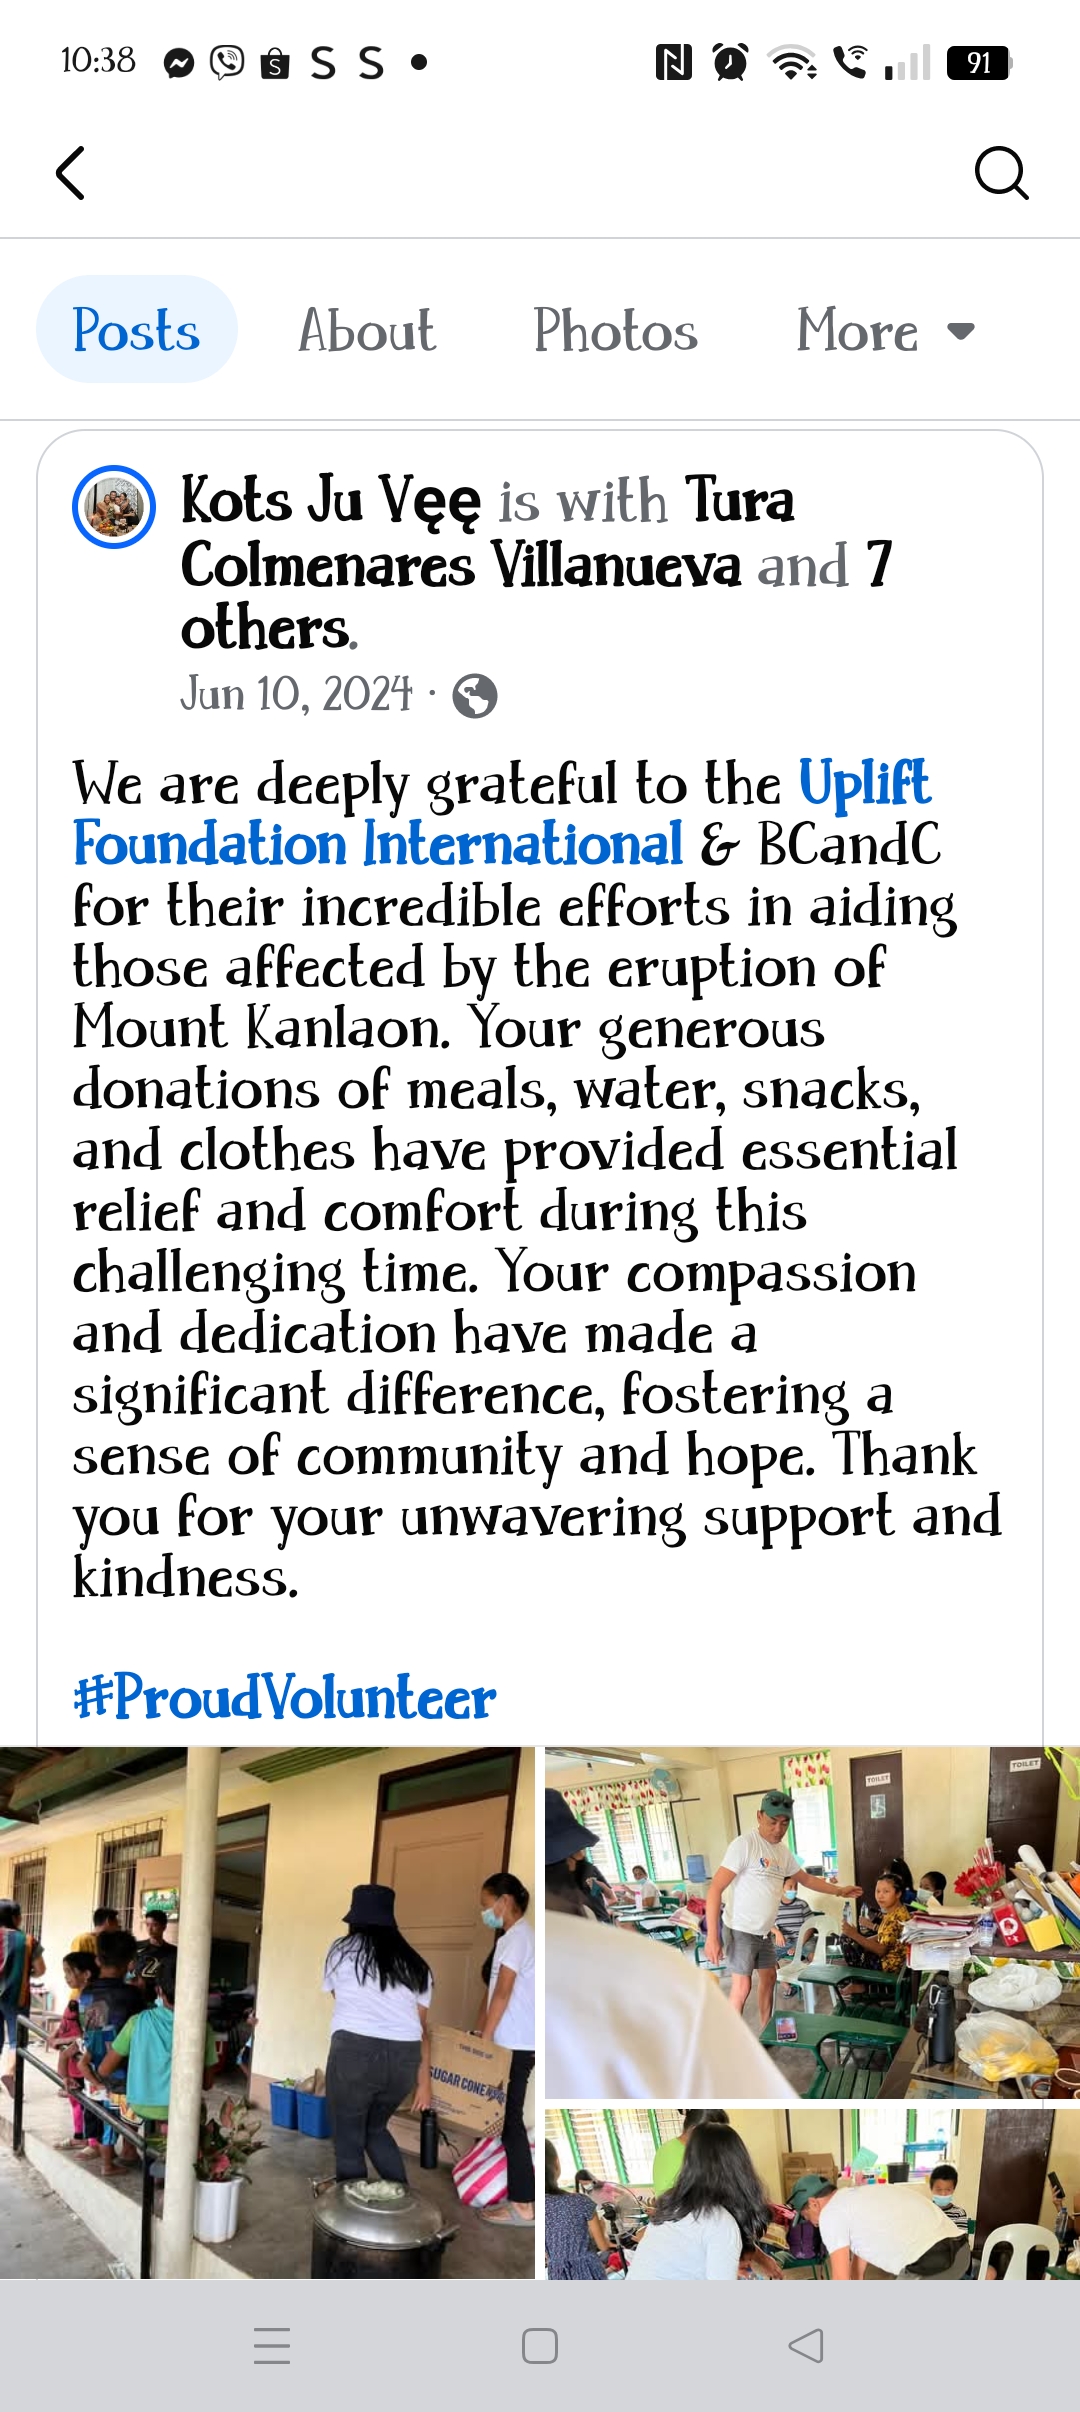 10:38
91
Posts
About
Photos
More
Kots Ju Vęę is with Tura
Colmenares Villanueva and 7
others.
Jun 10, 2024 ·
We are deeply grateful to the Uplift
Foundation International & BCandC
for their incredible efforts in aiding
those affected by the eruption of
Mount Kanlaon. Your generous
donations of meals, water, snacks,
and clothes have provided essential
relief and comfort during this
challenging time. Your compassion
and dedication have made a
significant difference, fostering a
sense of community and hope. Thank
you for your unwavering support and
kindness.
#ProudVolunteer
TOILET
TOILET
THIS SIDE UP
SUGAR CONE